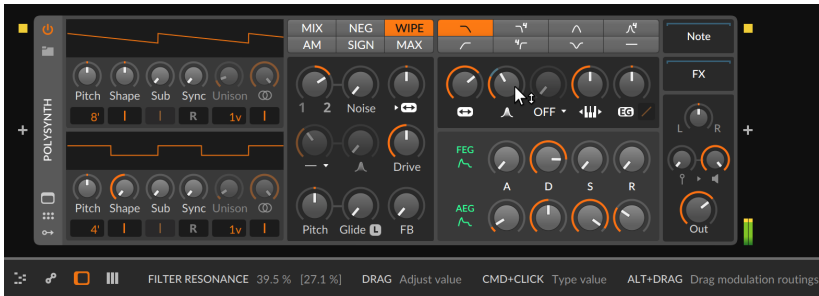 MIX NEG WIPE
AM SIGN MAX
Note
FX
POLYSYNTH
Pitch Shape Sub Sync Unison
8' R 1v
1 2 Noise
OFF
EG
L R
Drive
FEG
A D S R
AEG
Pitch Shape Sub Sync Unison
4' R 1v
Pitch Glide L FB
Out
FILTER RESONANCE 39.5 % [27.1 %] DRAG Adjust value CMD+CLICK Type value ALT+DRAG Drag modulation routings